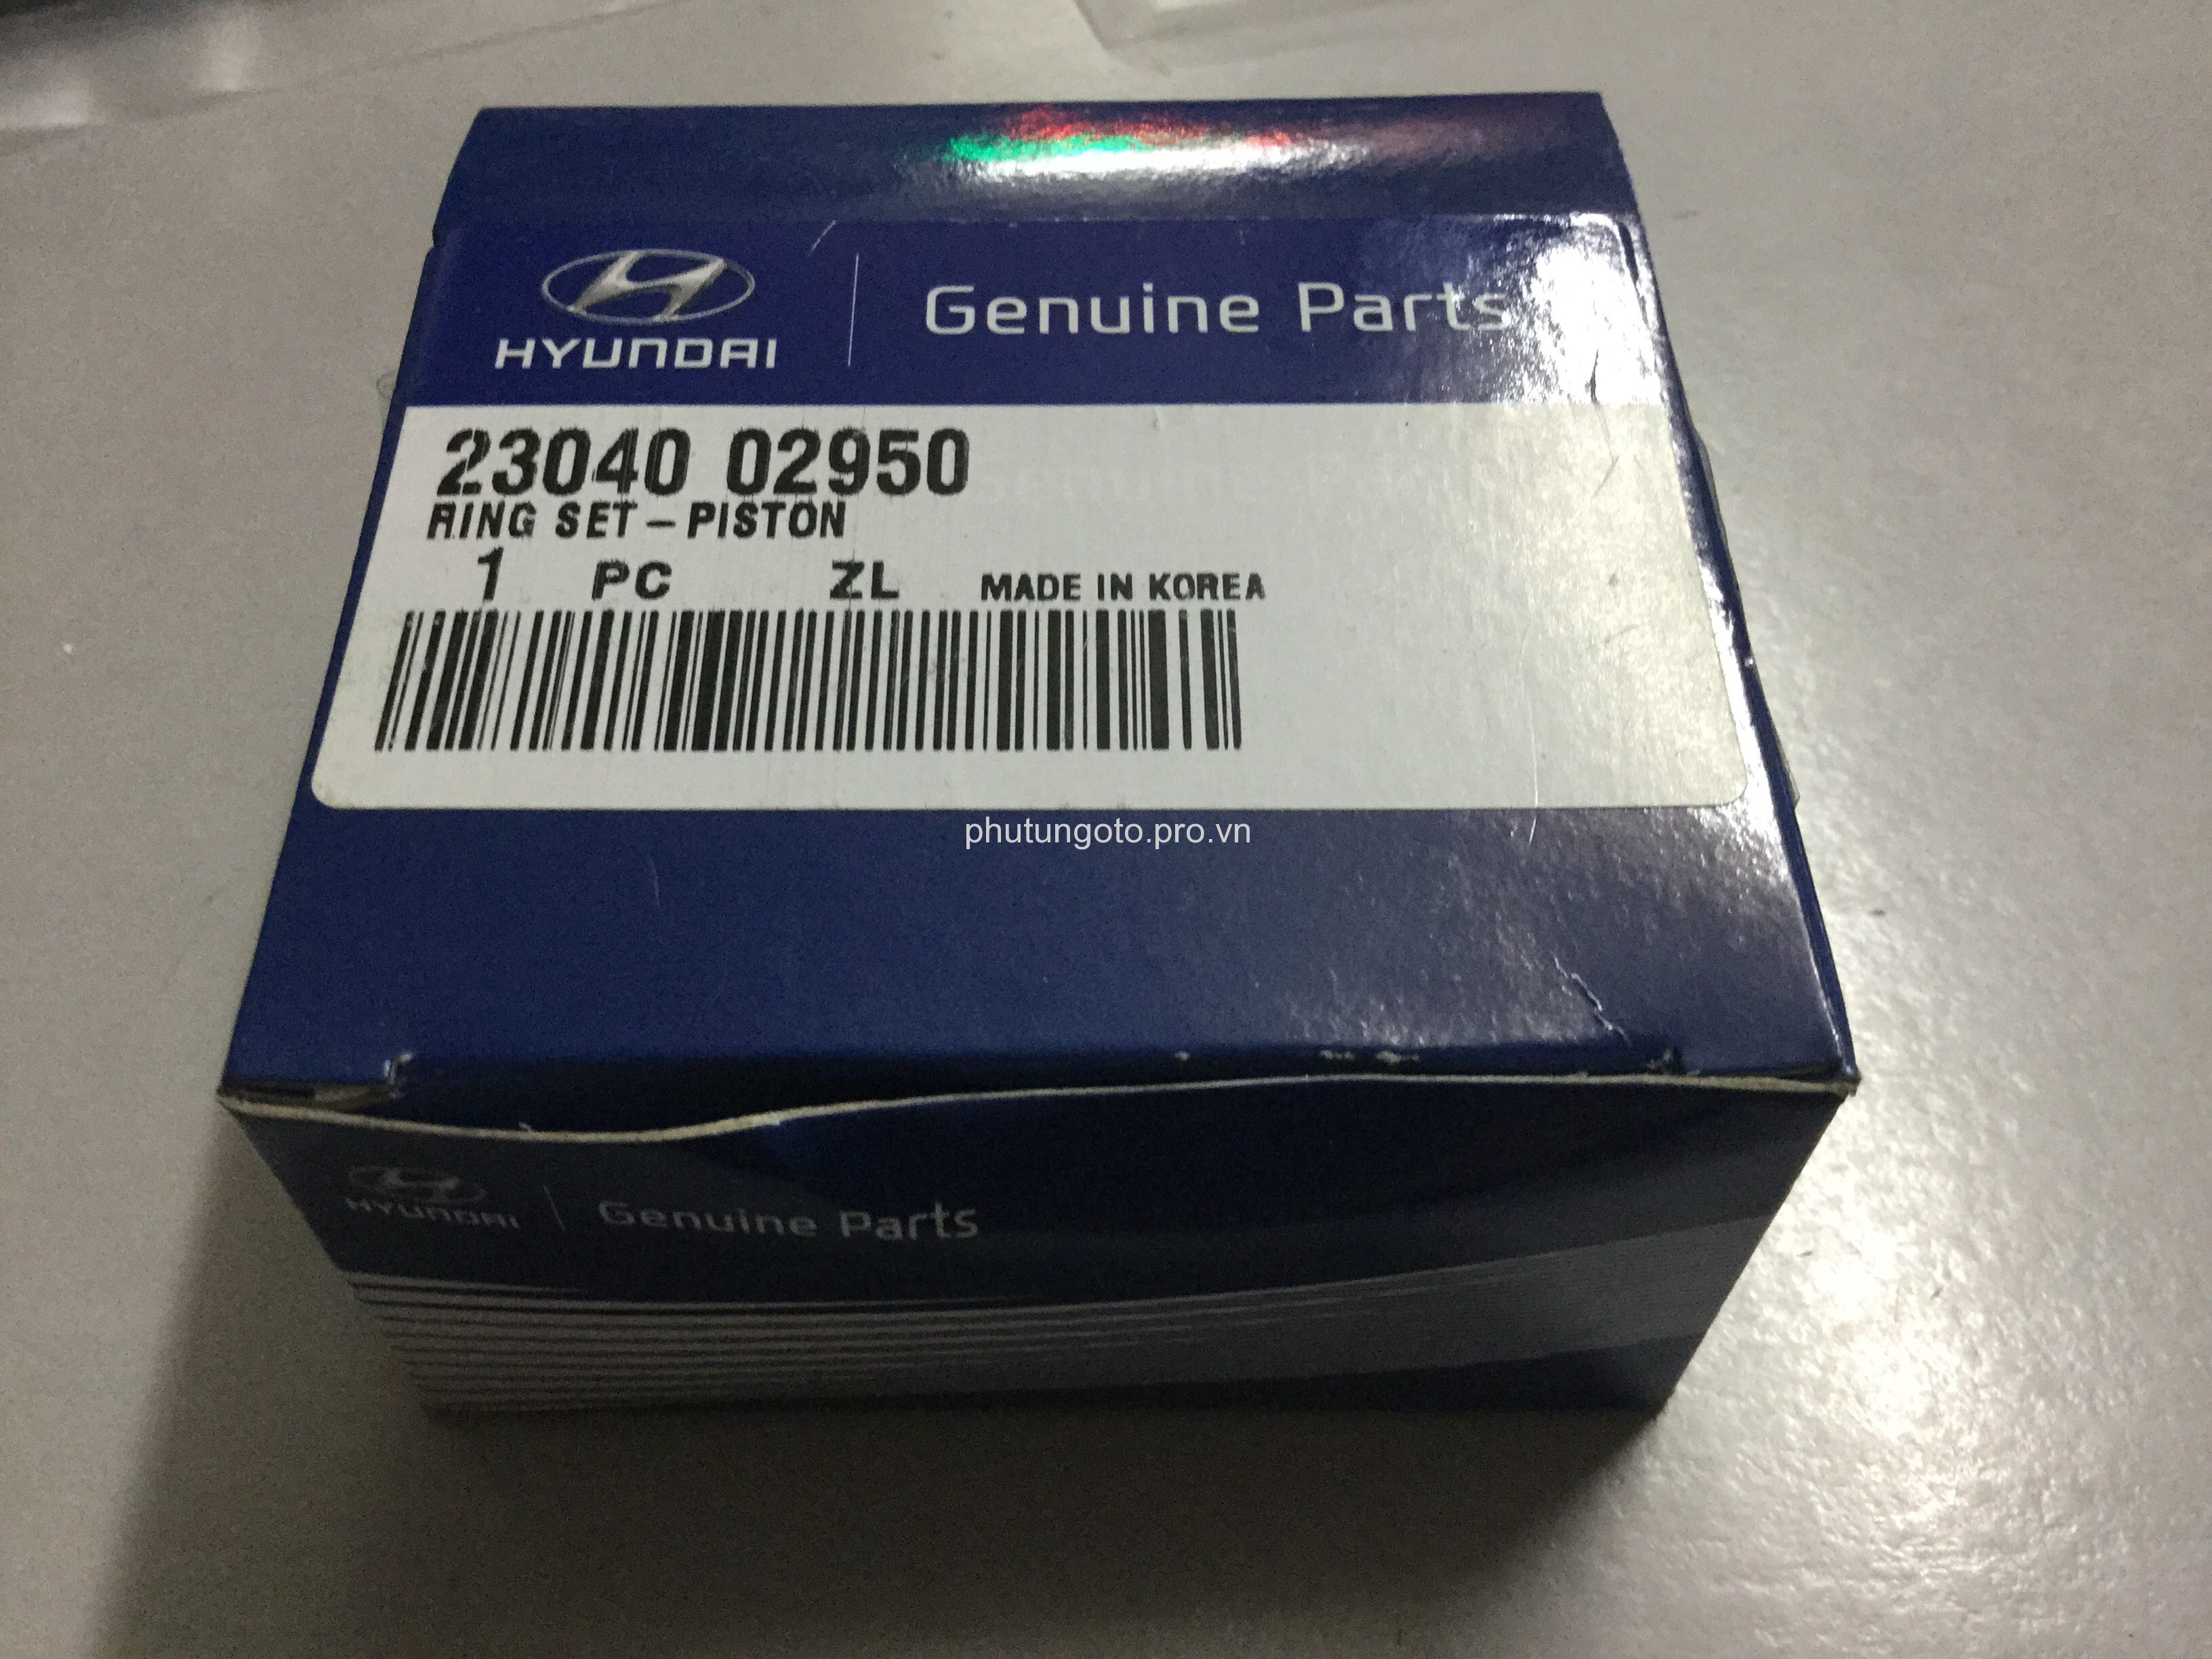 HYUNDAI
Genuine Parts
23040 02950
RING SET-PISTON
1 PC ZL MADE IN KOREA
phutungoto.pro.vn
HYUNDAI
Genuine Parts